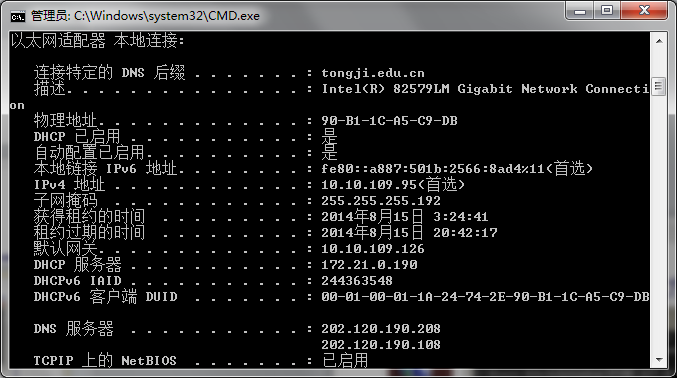 管理员: C:\Windows\system32\CMD.exe
以太网适配器 本地连接:
连接特定的 DNS 后缀 . . . . . . . : tongji.edu.cn
描述. . . . . . . . . . . . . . . : Intel(R) 82579LM Gigabit Network Connecti
on
物理地址. . . . . . . . . . . . . : 90-B1-1C-A5-C9-DB
DHCP 已启用 . . . . . . . . . . . : 是
自动配置已启用. . . . . . . . . . : 是
本地链接 IPv6 地址. . . . . . . . : fe80::a887:501b:2566:8ad4%11(首选)
IPv4 地址 . . . . . . . . . . . . : 10.10.109.95(首选)
子网掩码 . . . . . . . . . . . . : 255.255.255.192
获得租约的时间 . . . . . . . . . : 2014年8月15日 3:24:41
租约过期的时间 . . . . . . . . . : 2014年8月15日 20:42:17
默认网关. . . . . . . . . . . . . : 10.10.109.126
DHCP 服务器 . . . . . . . . . . . : 172.21.0.190
DHCPv6 IAID . . . . . . . . . . . : 244363548
DHCPv6 客户端 DUID . . . . . . . : 00-01-00-01-1A-24-74-2E-90-B1-1C-A5-C9-DB
DNS 服务器 . . . . . . . . . . . : 202.120.190.208
202.120.190.108
TCPIP 上的 NetBIOS . . . . . . . : 已启用